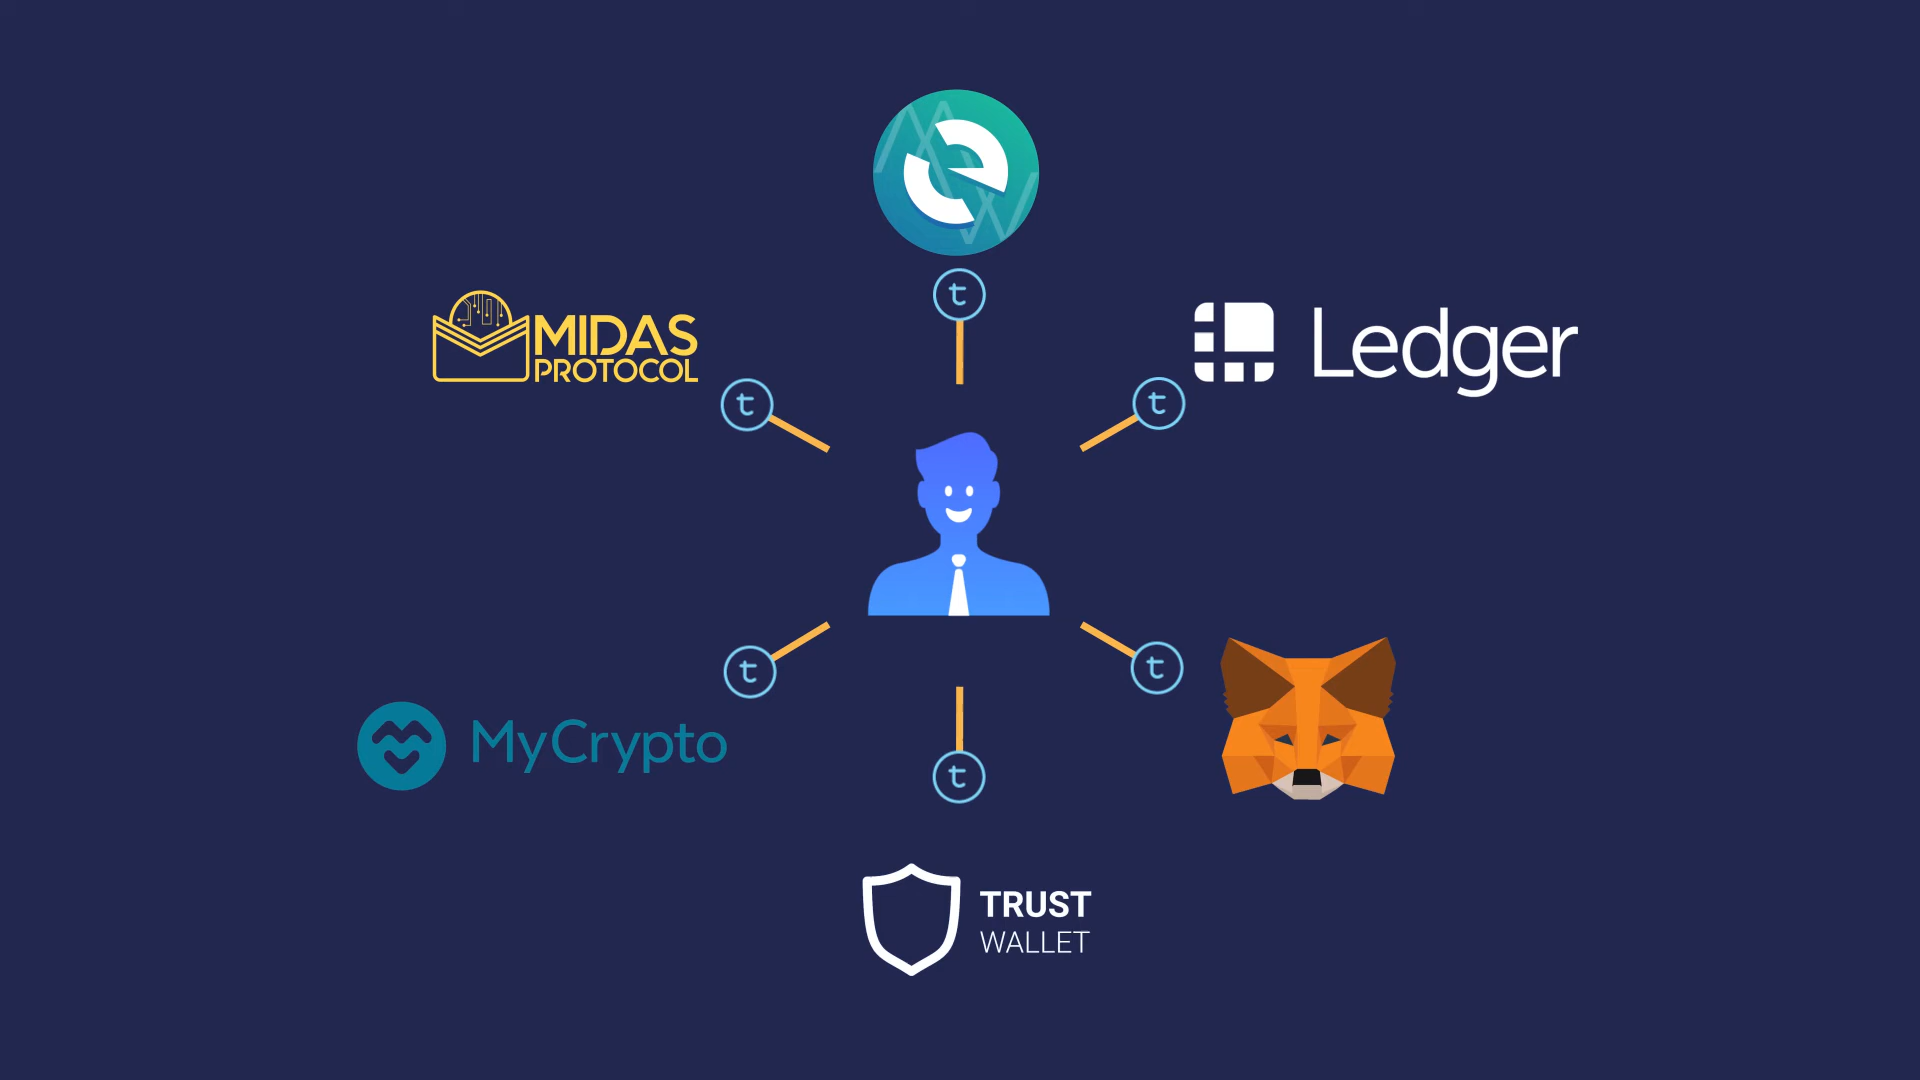 t
MIDAS
PROTOCOL
Ledger
t
t
t
t
MyCrypto
t
TRUST
WALLET